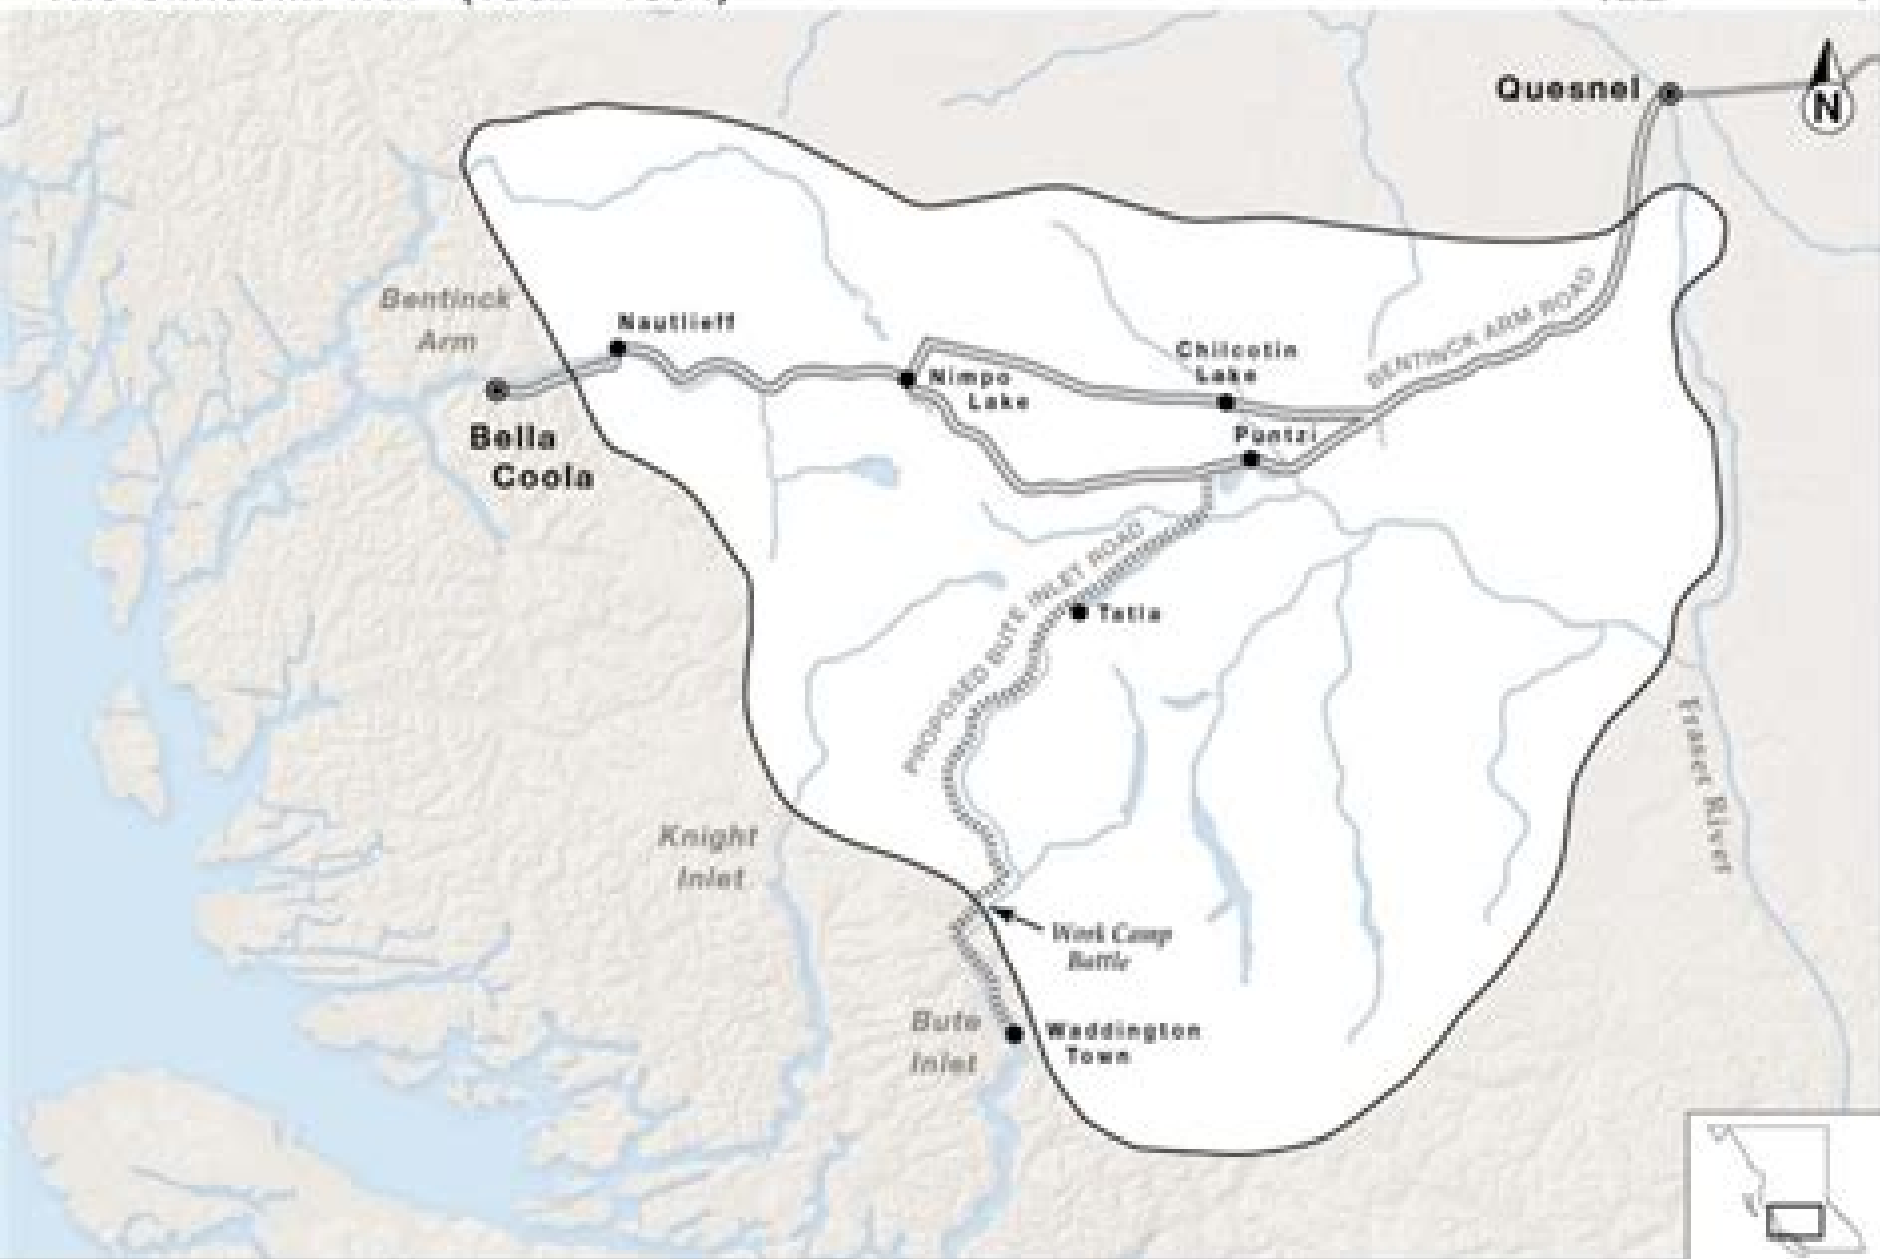 Quesnel
N
Bentinck
Arm
Nautlieff
BENTINCK ARM ROAD
Chilcotin
Lake
Nimpo
Lake
Bella
Coola
Puntzi
PROPOSED BUTE INLET ROAD
Tatla
Fraser River
Knight
Inlet
Work Camp
Battle
Bute
Inlet
Waddington
Town